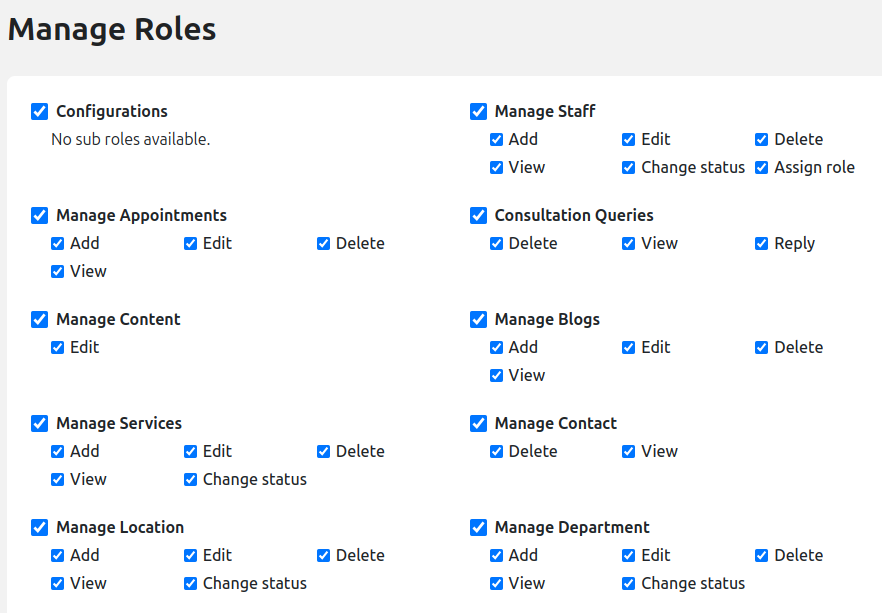 Manage Roles
Configurations
No sub roles available.
Manage Staff
Add Edit Delete
View Change status Assign role
Manage Appointments
Add Edit Delete
View
Consultation Queries
Delete View Reply
Manage Content
Edit
Manage Blogs
Add Edit Delete
View
Manage Services
Add Edit Delete
View Change status
Manage Contact
Delete View
Manage Location
Add Edit Delete
View Change status
Manage Department
Add Edit Delete
View Change status